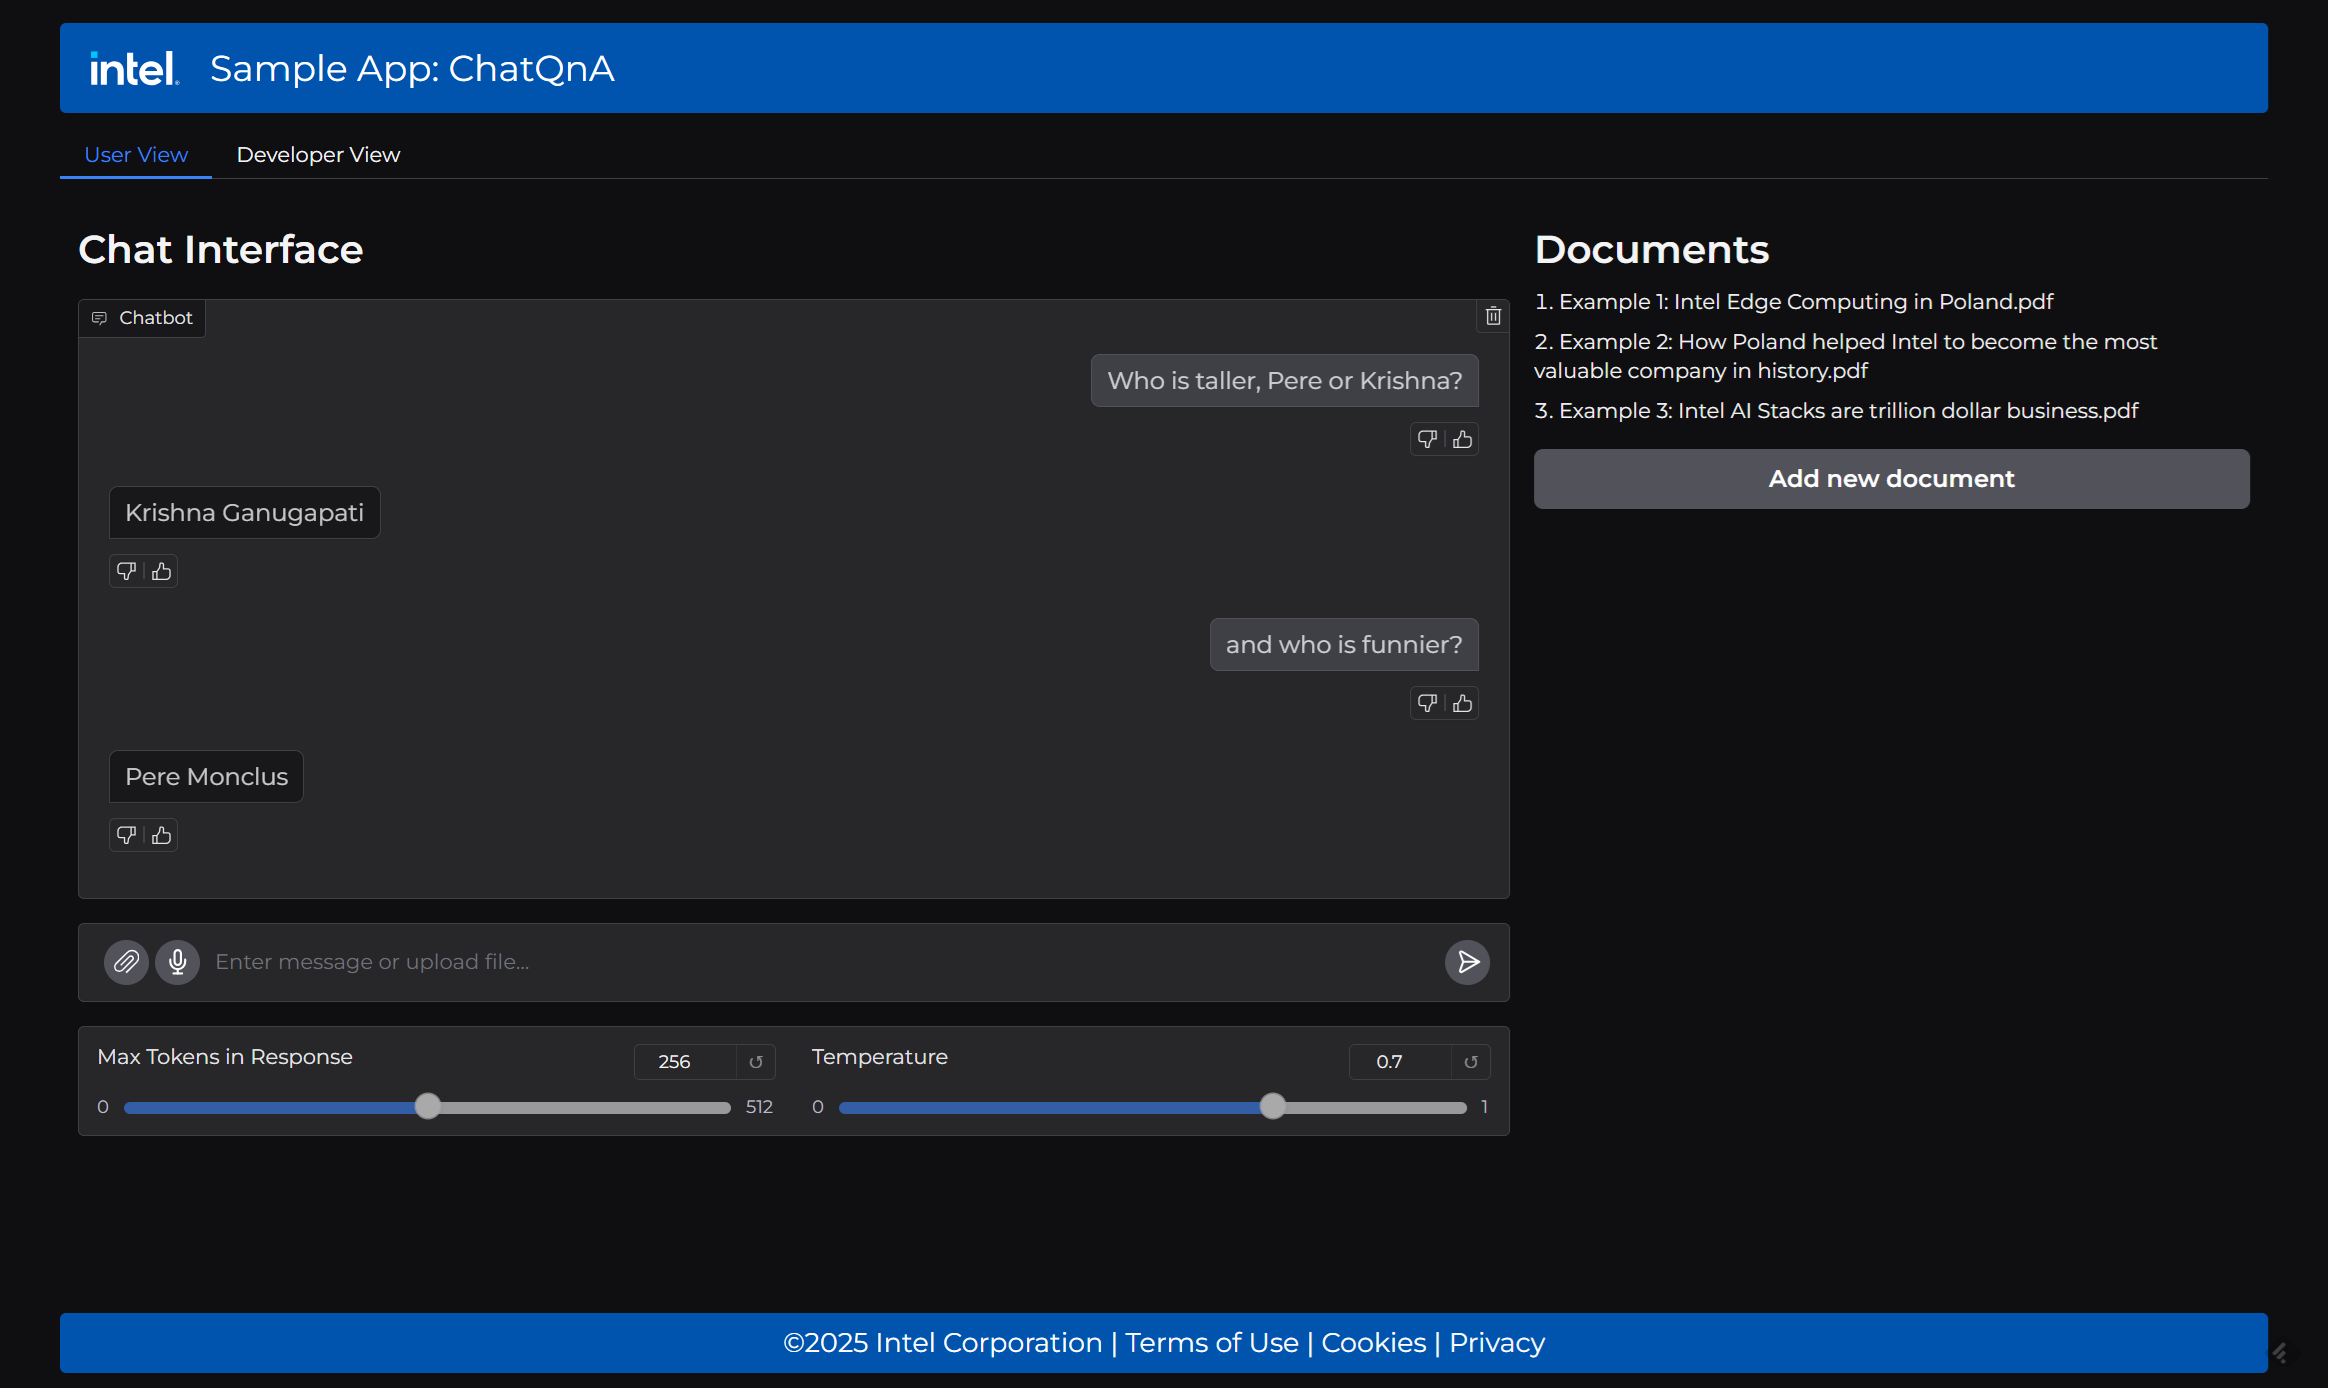 intel. Sample App: ChatQnA
User View Developer View
Chat Interface
Chatbot
Who is taller, Pere or Krishna?
Krishna Ganugapati
and who is funnier?
Pere Monclus
Enter message or upload file...
Max Tokens in Response 256
0 512
Temperature 0.7
0 1
Documents
1. Example 1: Intel Edge Computing in Poland.pdf
2. Example 2: How Poland helped Intel to become the most
valuable company in history.pdf
3. Example 3: Intel AI Stacks are trillion dollar business.pdf
Add new document
©2025 Intel Corporation | Terms of Use | Cookies | Privacy